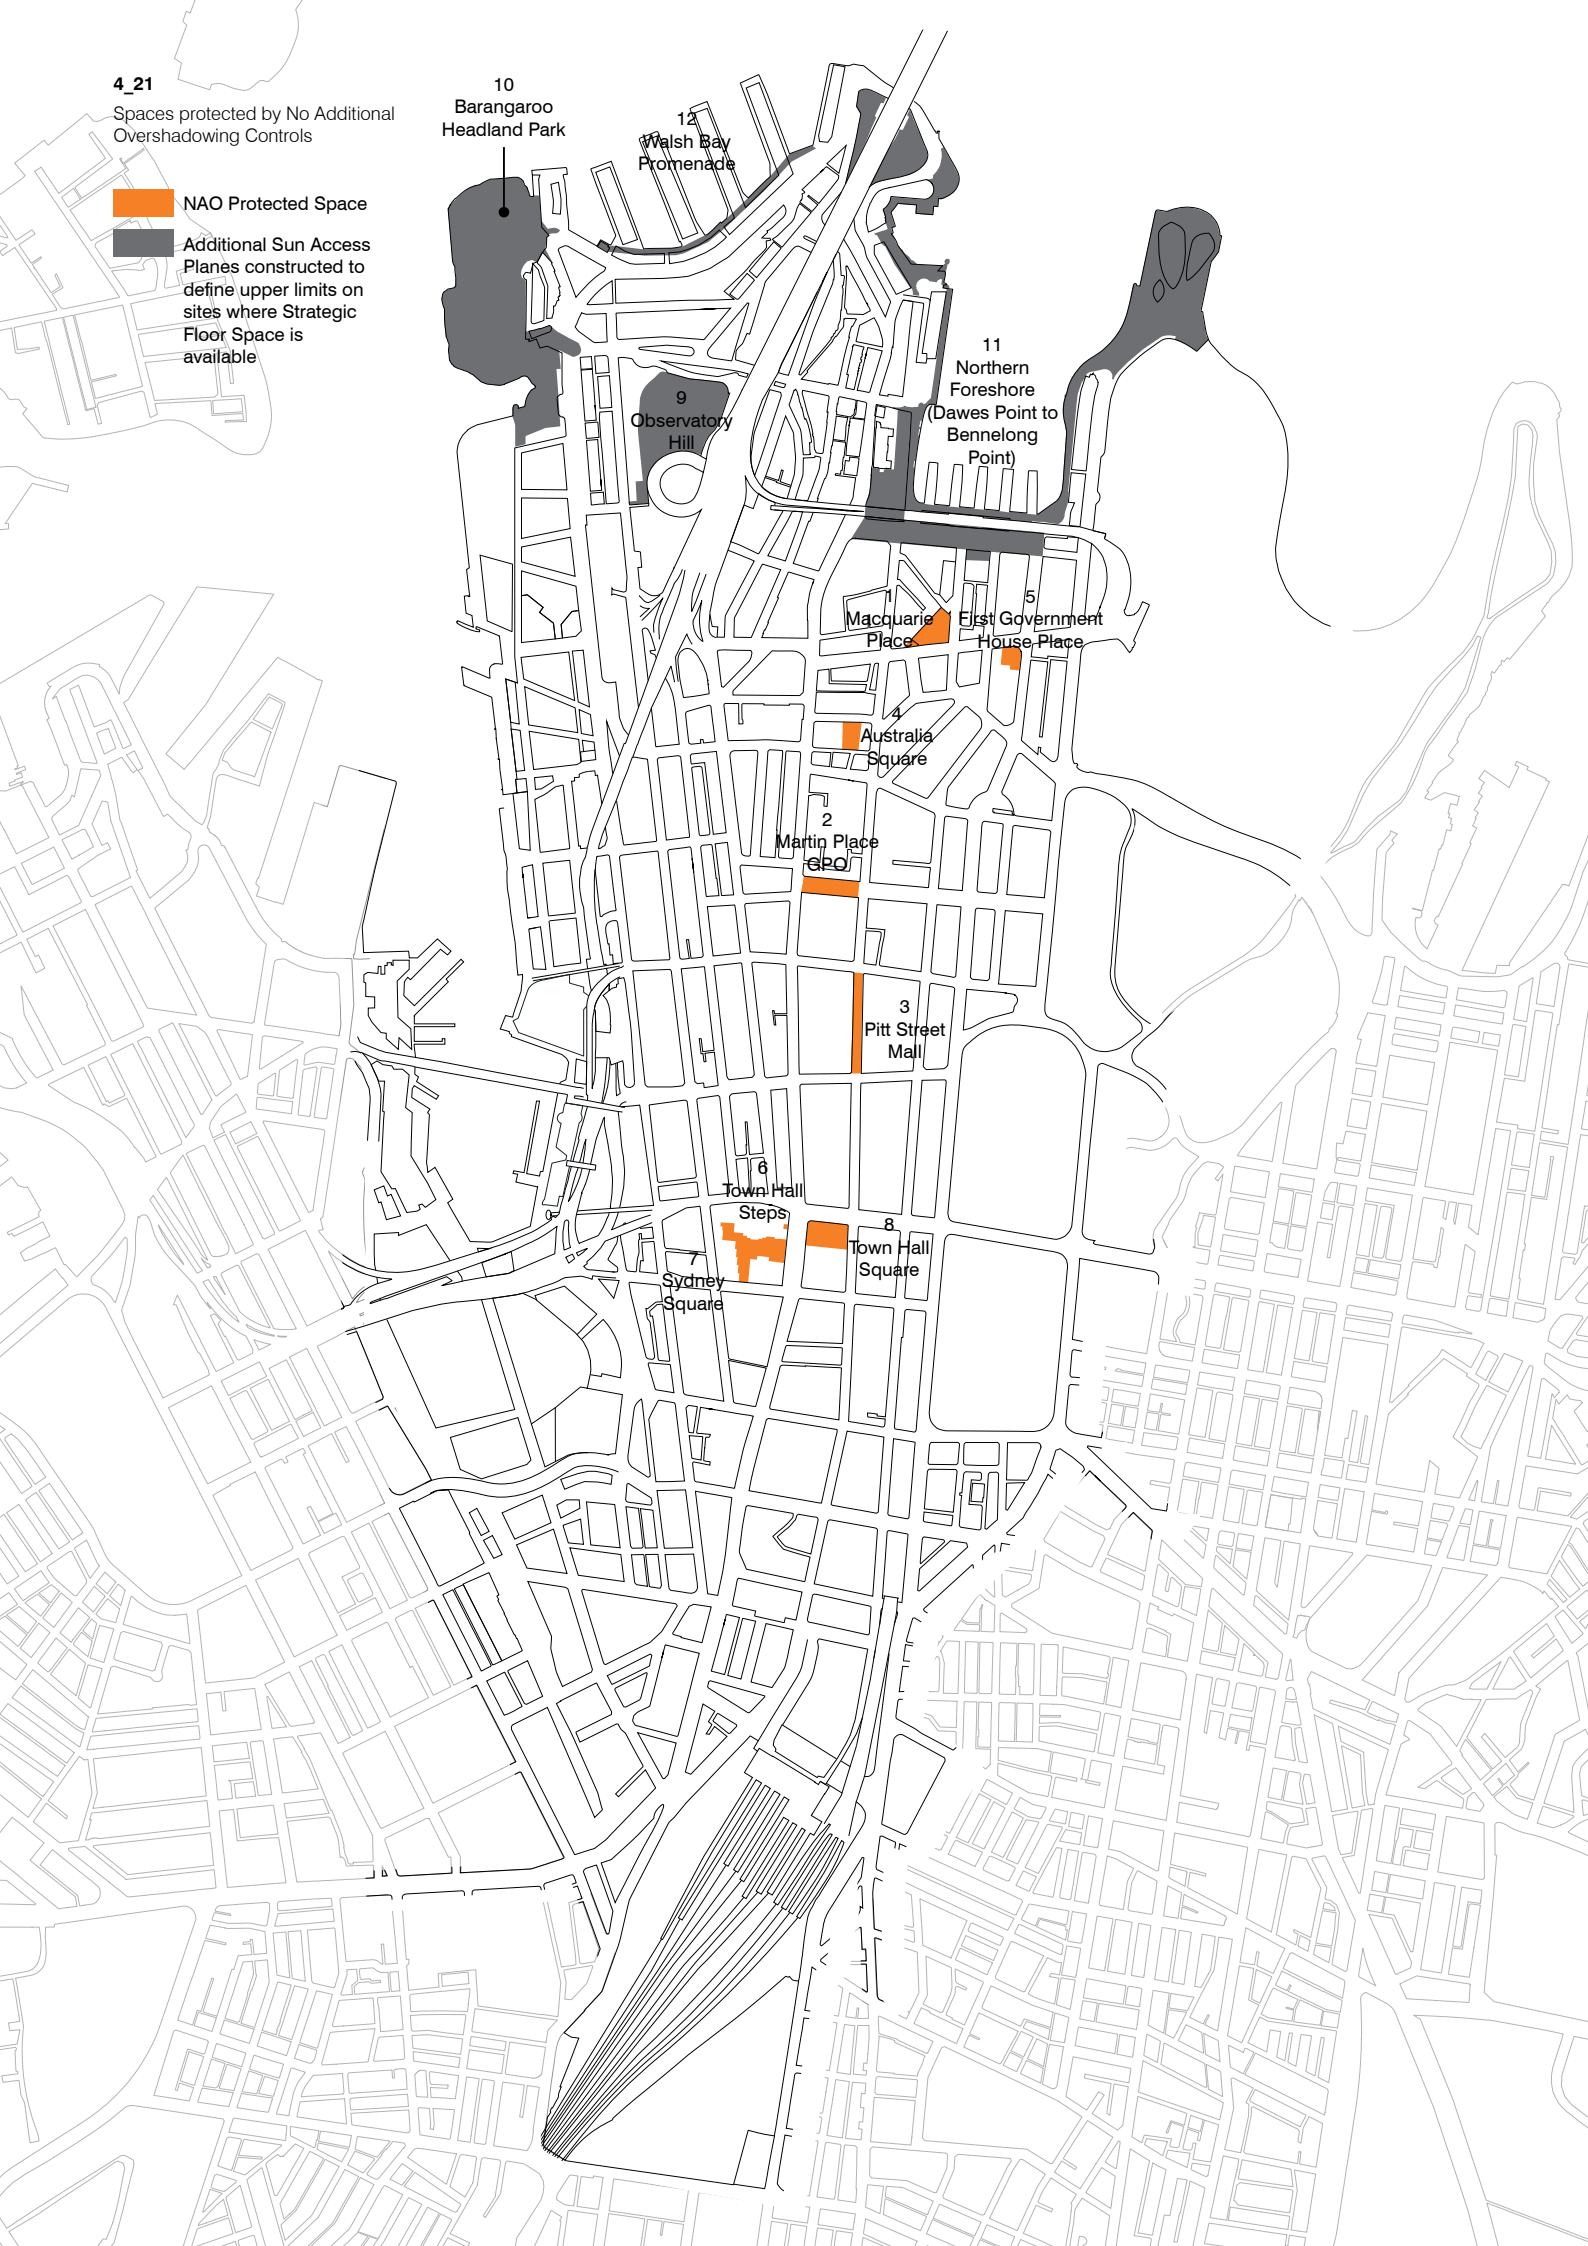 4_21
Spaces protected by No Additional
Overshadowing Controls
NAO Protected Space
Additional Sun Access
Planes constructed to
define upper limits on
sites where Strategic
Floor Space is
available
10
Barangaroo
Headland Park
12
Walsh Bay
Promenade
9
Observatory
Hill
11
Northern
Foreshore
(Dawes Point to
Bennelong
Point)
1
Macquarie
Place
5
First Government
House Place
4
Australia
Square
2
Martin Place
GPO
3
Pitt Street
Mall
6
Town Hall
Steps
7
Sydney
Square
8
Town Hall
Square